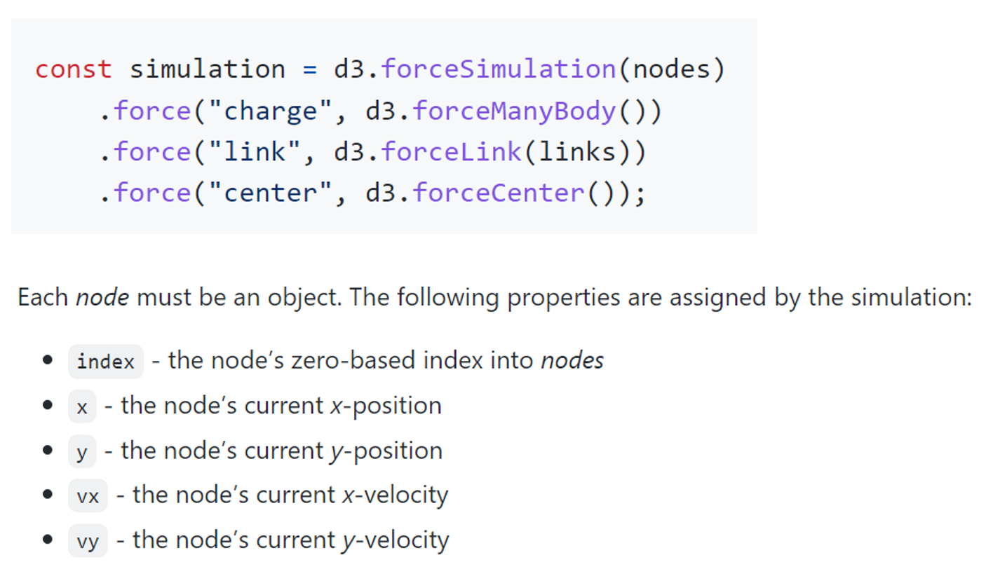 const simulation = d3.forceSimulation(nodes)
.force("charge", d3.forceManyBody())
.force("link", d3.forceLink(links))
.force("center", d3.forceCenter());
Each node must be an object. The following properties are assigned by the simulation:
• index - the node’s zero-based index into nodes
• x - the node’s current x-position
• y - the node’s current y-position
• vx - the node’s current x-velocity
• vy - the node’s current y-velocity